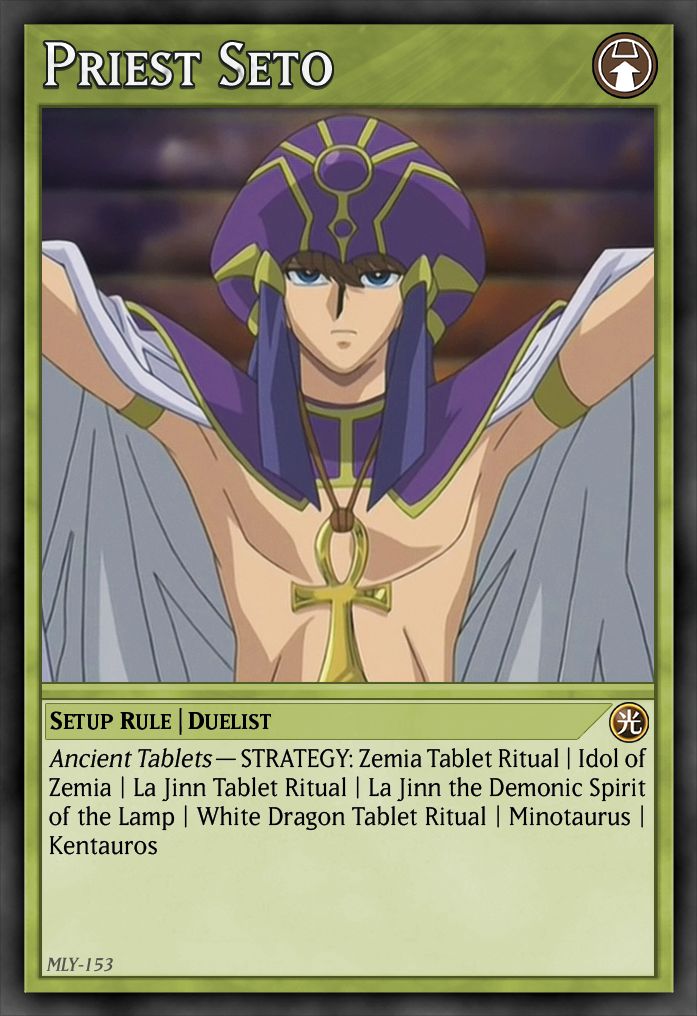 PRIEST SETO
SETUP RULE | DUELIST
光
Ancient Tablets — STRATEGY: Zemia Tablet Ritual | Idol of
Zemia | La Jinn Tablet Ritual | La Jinn the Demonic Spirit
of the Lamp | White Dragon Tablet Ritual | Minotaurus |
Kentauros
MLY-153